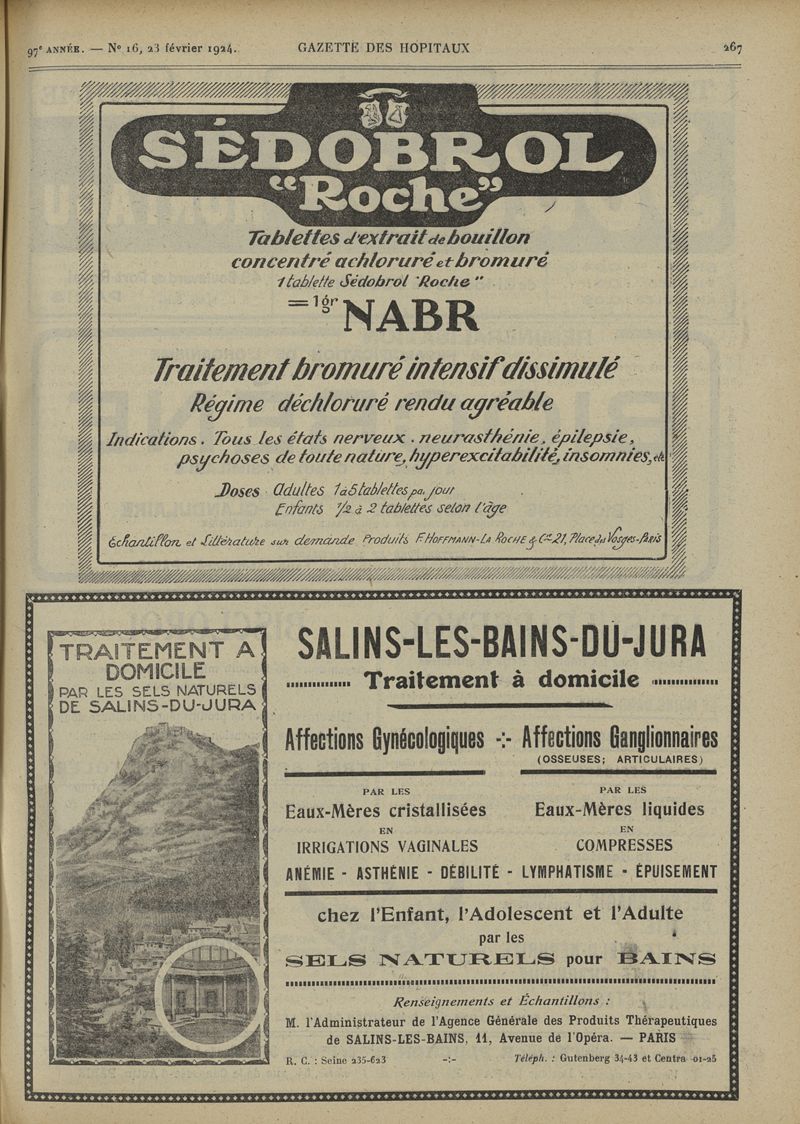 97e ANNÉE. — No 16, 23 février 1924.
GAZETTE DES HOPITAUX
267
SÉDOBROL
"Roche"
Tablettes d'extrait de bouillon
concentré achloruré et bromuré
1 tablette Sédobrol "Roche"
= 1gr NABR
Traitement bromuré intensif dissimulé
Régime déchloruré rendu agréable
Indications. Tous les états nerveux. neurasthénie, épilepsie,
psychoses de toute nature, hyperexcitabilité, insomnies, etc
Doses Adultes 1 à 5 tablettes par jour
Enfants 1/2 à 2 tablettes selon l'âge
Echantillon et Littérature sur demande Produits F. HOFFMANN-LA ROCHE & Cie 21, Place des Vosges-Paris
TRAITEMENT A
DOMICILE
PAR LES SELS NATURELS
DE SALINS-DU-JURA
SALINS-LES-BAINS-DU-JURA
Traitement à domicile
Affections Gynécologiques -:- Affections Ganglionnaires
(OSSEUSES; ARTICULAIRES)
PAR LES
Eaux-Mères cristallisées
EN
IRRIGATIONS VAGINALES
PAR LES
Eaux-Mères liquides
EN
COMPRESSES
ANÉMIE - ASTHÉNIE - DÉBILITÉ - LYMPHATISME - ÉPUISEMENT
chez l'Enfant, l'Adolescent et l'Adulte
par les
SELS NATURELS pour BAINS
Renseignements et Échantillons :
M. l'Administrateur de l'Agence Générale des Produits Thérapeutiques
de SALINS-LES-BAINS, 11, Avenue de l'Opéra. — PARIS
R. C. : Seine 235-623 -:- Téleph. : Gutenberg 34-43 et Centra 01-25